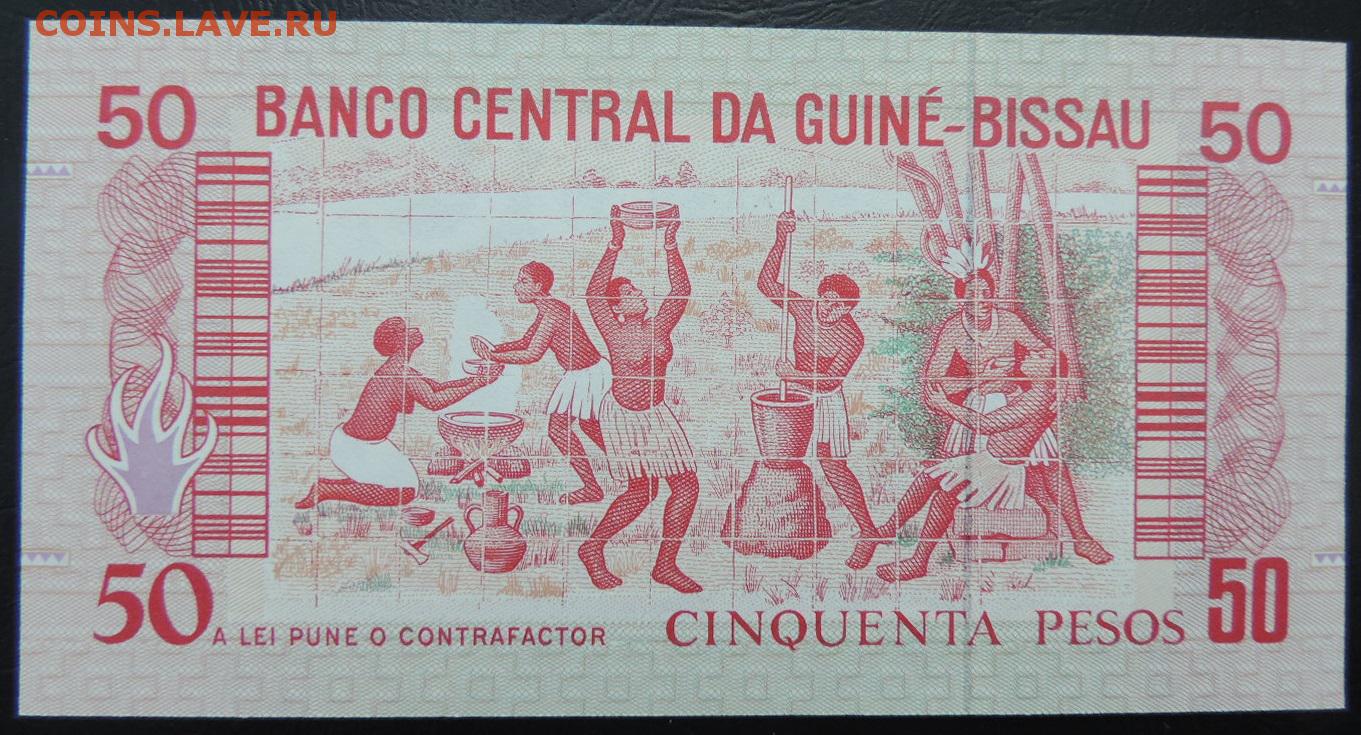 COINS.LAVE.RU
50 BANCO CENTRAL DA GUINÉ-BISSAU 50
50 A LEI PUNE O CONTRAFACTOR CINQUENTA PESOS 50